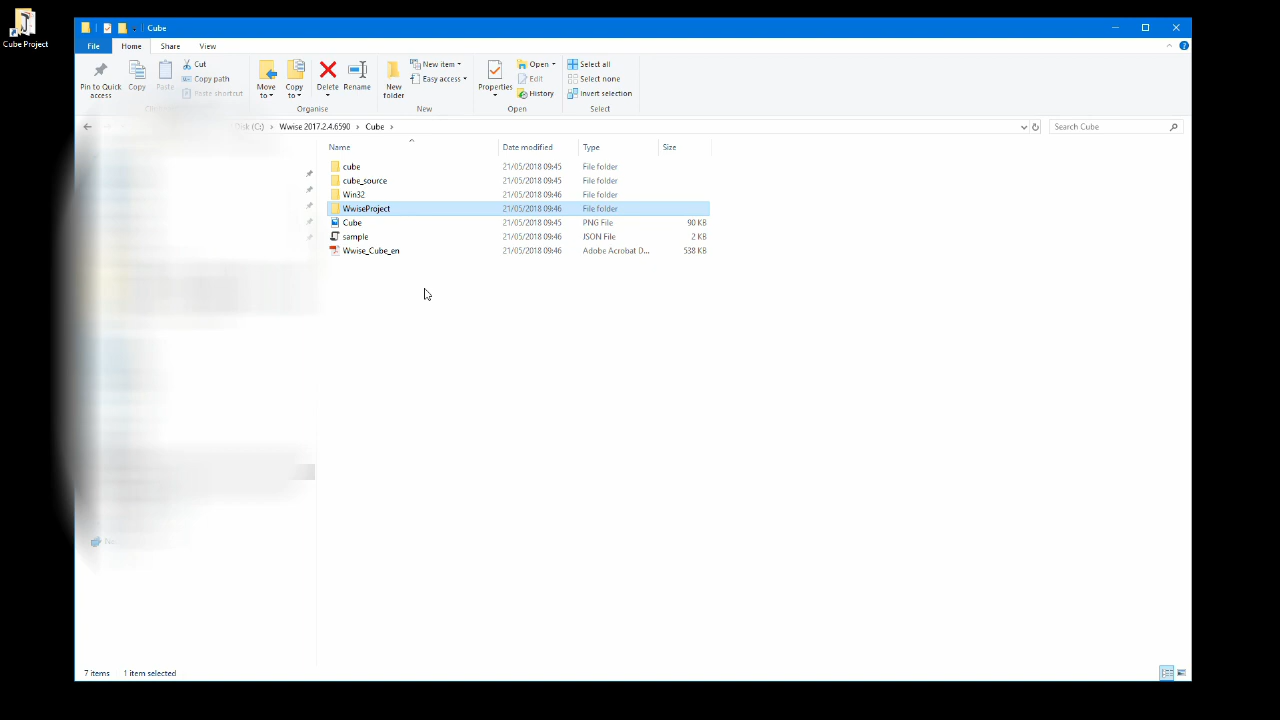 Cube Project
Cube
File Home Share View
Pin to Quick access
Copy
Paste
Cut
Copy path
Paste shortcut
Move to
Copy to
Delete
Rename
New folder
New item
Easy access
Properties
Open
Edit
History
Select all
Select none
Invert selection
Organise
New
Open
Select
Disk (C:) > Wwise 2017.2.4.6590 > Cube >
Search Cube
Name Date modified Type Size
cube 21/05/2018 09:45 File folder
cube_source 21/05/2018 09:45 File folder
Win32 21/05/2018 09:46 File folder
WwiseProject 21/05/2018 09:46 File folder
Cube 21/05/2018 09:45 PNG File 90 KB
sample 21/05/2018 09:46 JSON File 2 KB
Wwise_Cube_en 21/05/2018 09:46 Adobe Acrobat D... 538 KB
7 items 1 item selected